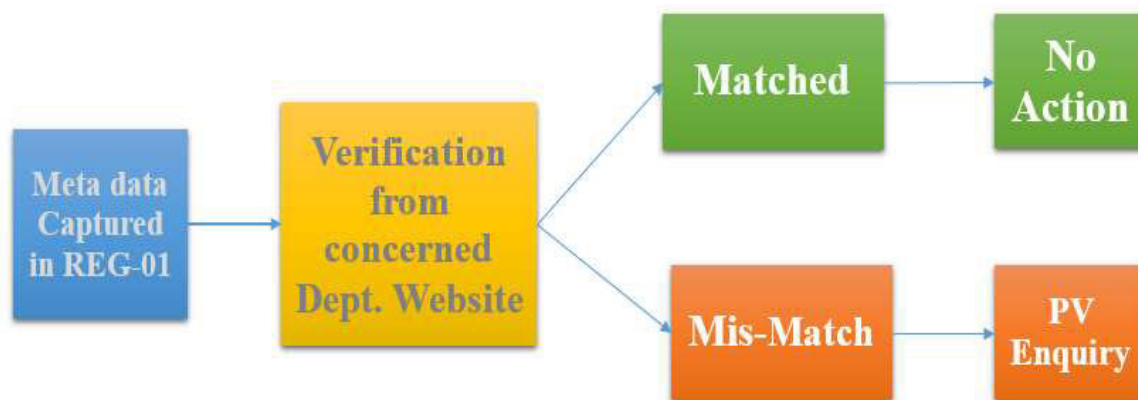 Meta data
Captured
in REG-01
Verification
from
concerned
Dept. Website
Matched
No
Action
Mis-Match
PV
Enquiry